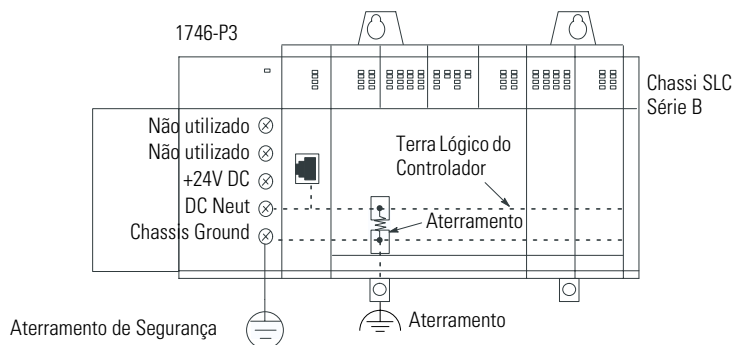 1746-P3
Chassi SLC
Série B
Não utilizado
Não utilizado
+24V DC
DC Neut
Chassis Ground
Terra Lógico do
Controlador
Aterramento
Aterramento de Segurança
Aterramento